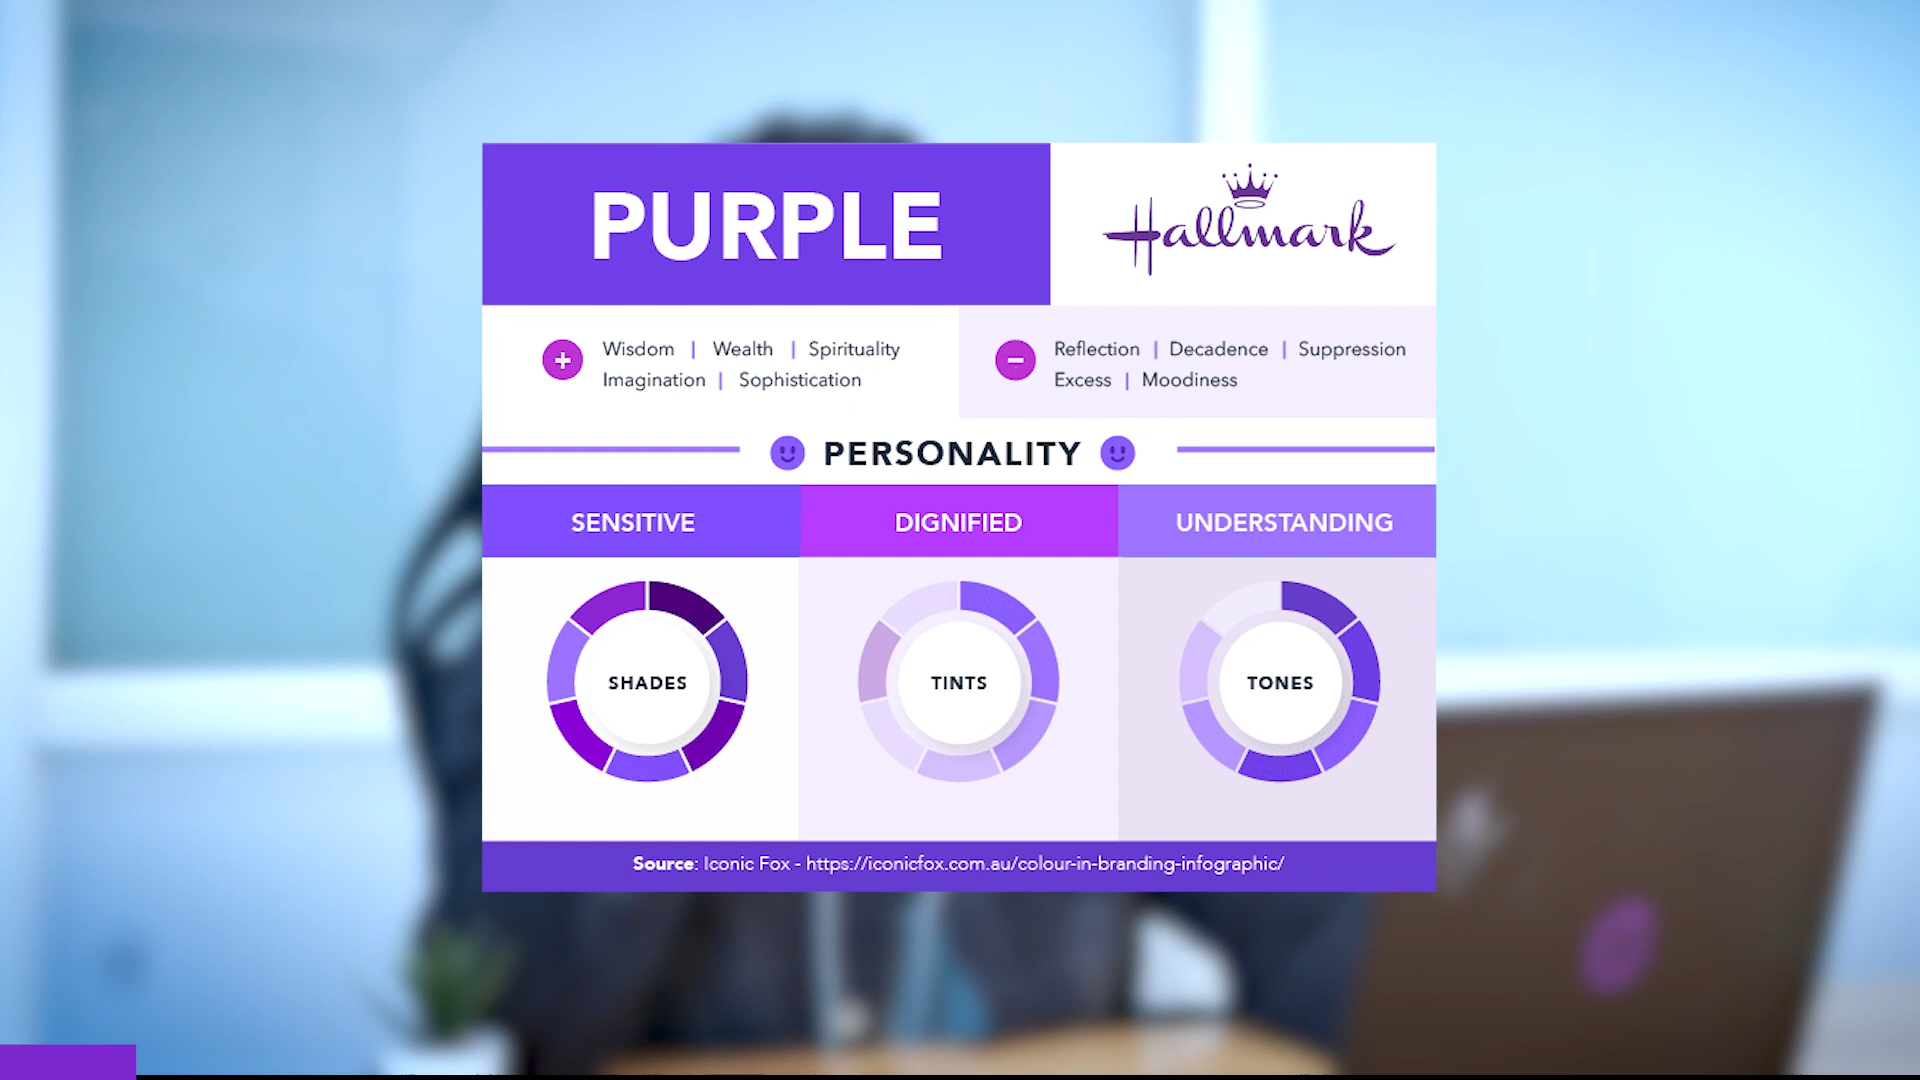 PURPLE
Hallmark
Wisdom | Wealth | Spirituality
Imagination | Sophistication
Reflection | Decadence | Suppression
Excess | Moodiness
PERSONALITY
SENSITIVE
DIGNIFIED
UNDERSTANDING
SHADES
TINTS
TONES
Source: Iconic Fox - https://iconicfox.com.au/colour-in-branding-infographic/